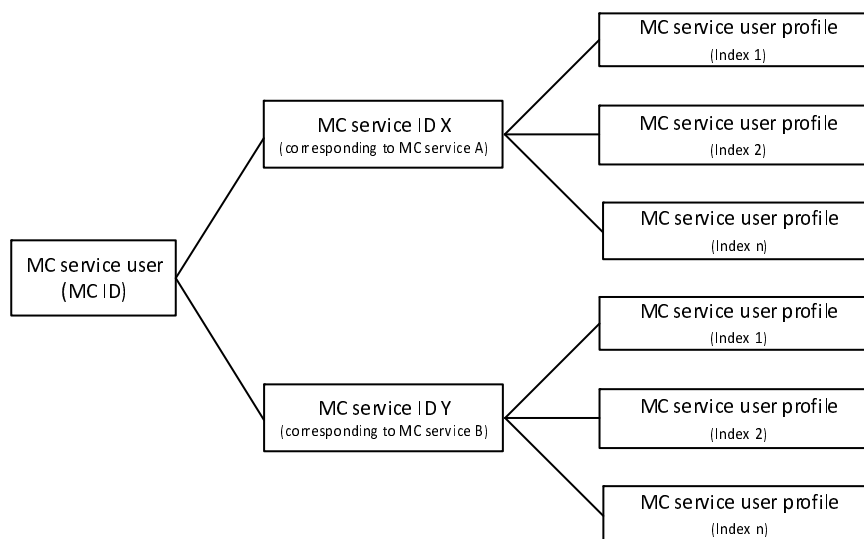 MC service user profile
(Index 1)
MC service ID X
(corresponding to MC service A)
MC service user profile
(Index 2)
MC service user profile
(Index n)
MC service user
(MC ID)
MC service user profile
(Index 1)
MC service ID Y
(corresponding to MC service B)
MC service user profile
(Index 2)
MC service user profile
(Index n)